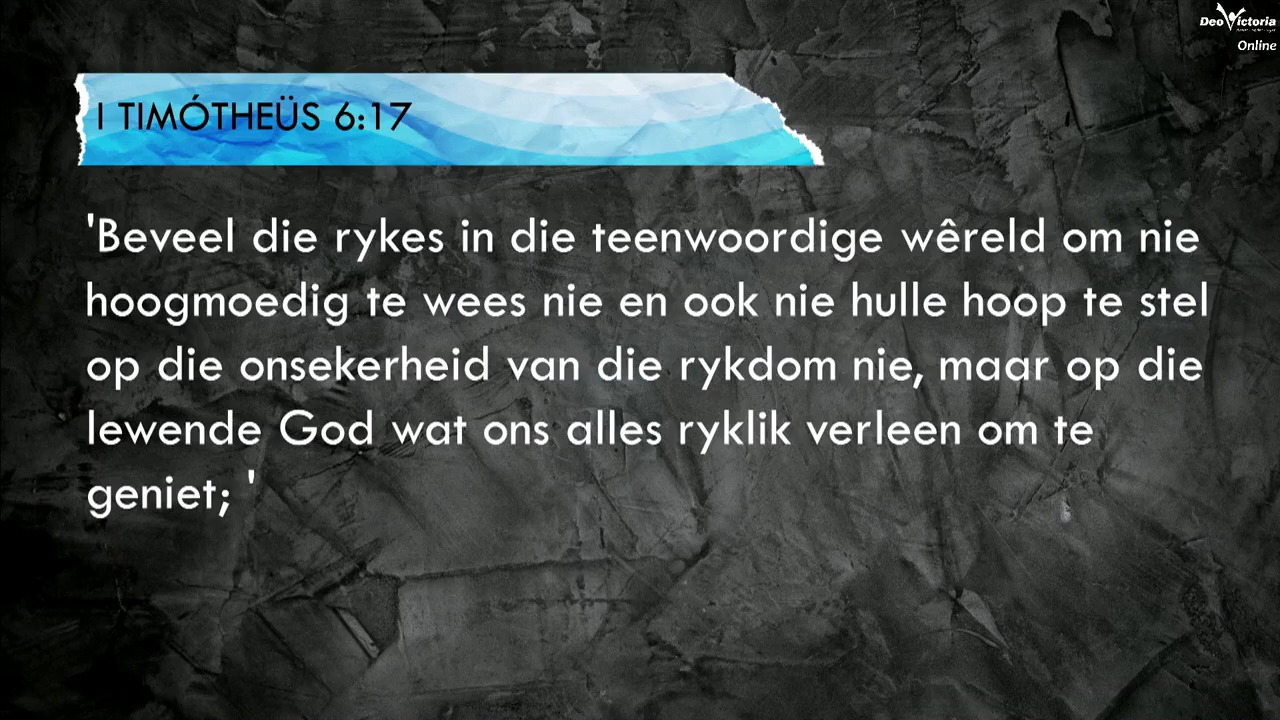 Deo Victoria
Online
I TIMÓTHEÜS 6:17
'Beveel die rykes in die teenwoordige wêreld om nie
hoogmoedig te wees nie en ook nie hulle hoop te stel
op die onsekerheid van die rykdom nie, maar op die
lewende God wat ons alles ryklik verleen om te
geniet; '